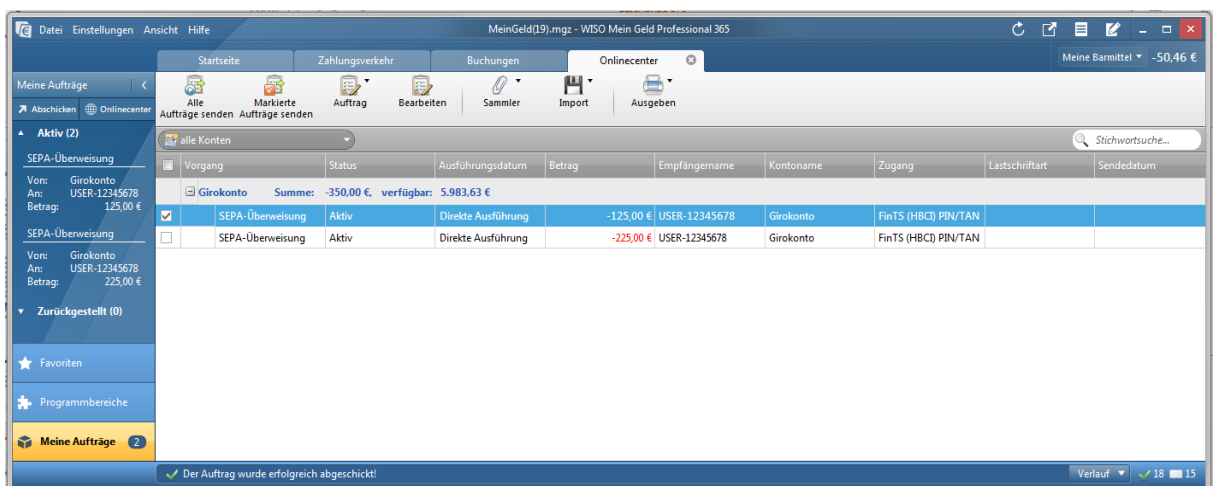 Datei Einstellungen Ansicht Hilfe MeinGeld(19).mgz - WISO Mein Geld Professional 365
Startseite Zahlungsverkehr Buchungen Onlinecenter Meine Barmittel -50,46 €
Meine Aufträge
Abschicken Onlinecenter
Alle Aufträge senden
Markierte Aufträge senden
Auftrag Bearbeiten Sammler Import Ausgeben
Aktiv (2)
SEPA-Überweisung
Von: Girokonto
An: USER-12345678
Betrag: 125,00 €
SEPA-Überweisung
Von: Girokonto
An: USER-12345678
Betrag: 225,00 €
Zurückgestellt (0)
Favoriten
Programmbereiche
Meine Aufträge 2
alle Konten Stichwortsuche...
Vorgang Status Ausführungsdatum Betrag Empfängername Kontoname Zugang Lastschriftart Sendedatum
Girokonto Summe: -350,00 €, verfügbar: 5.983,63 €
SEPA-Überweisung Aktiv Direkte Ausführung -125,00 € USER-12345678 Girokonto FinTS (HBCI) PIN/TAN
SEPA-Überweisung Aktiv Direkte Ausführung -225,00 € USER-12345678 Girokonto FinTS (HBCI) PIN/TAN
Der Auftrag wurde erfolgreich abgeschickt! Verlauf 18 15